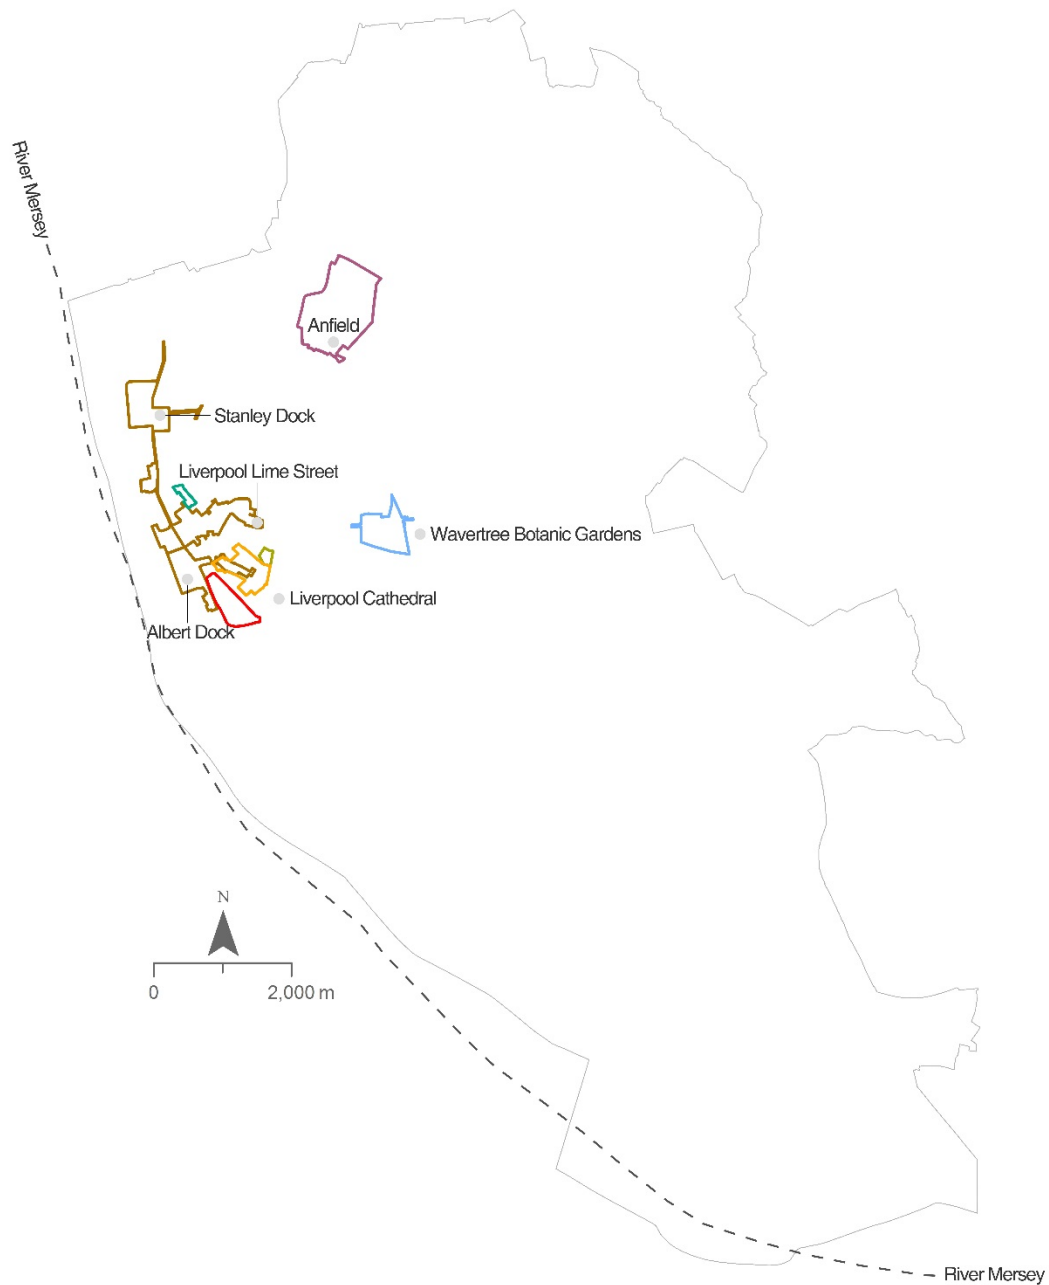 River Mersey
Anfield
Stanley Dock
Liverpool Lime Street
Wavertree Botanic Gardens
Liverpool Cathedral
Albert Dock
N
0
2,000 m
River Mersey